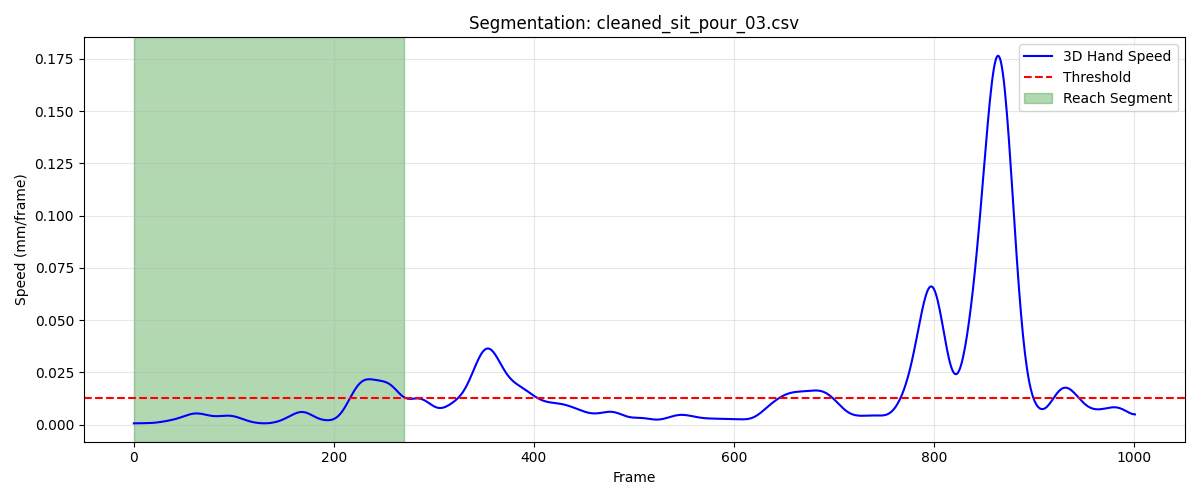 Segmentation: cleaned_sit_pour_03.csv
3D Hand Speed
Threshold
Reach Segment
Speed (mm/frame)
0.175
0.150
0.125
0.100
0.075
0.050
0.025
0.000
0 200 400 600 800 1000
Frame